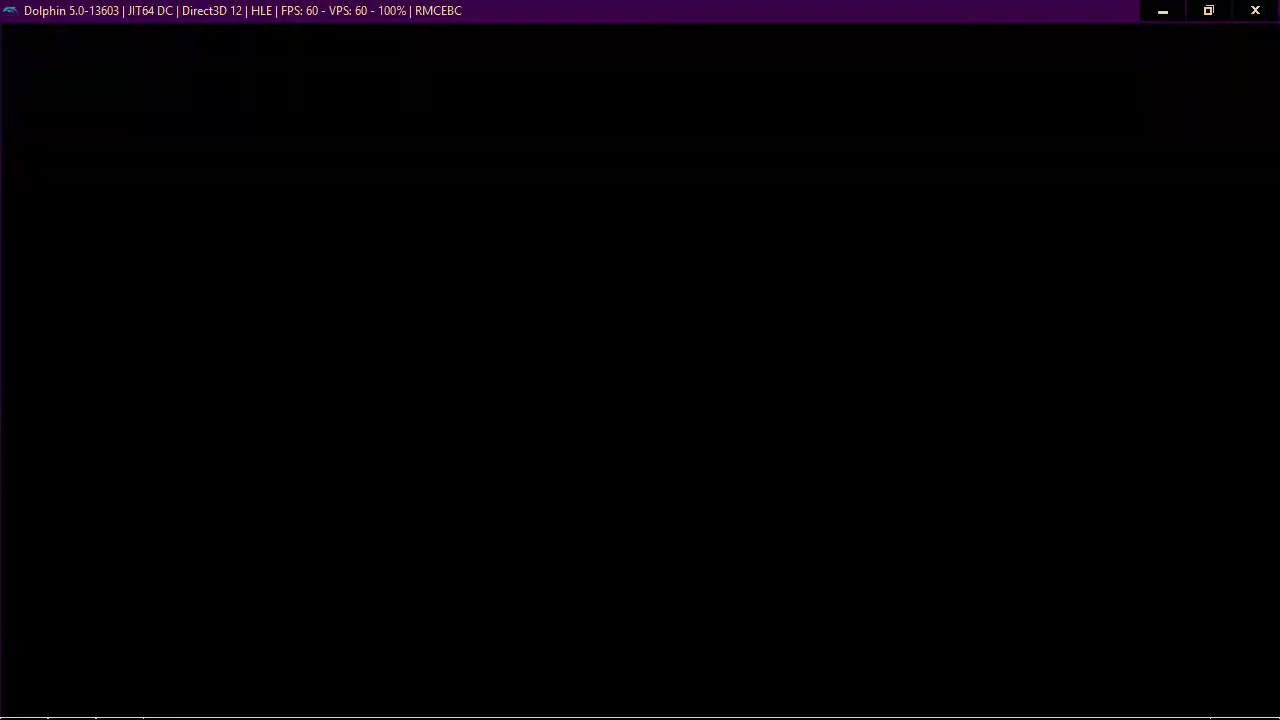 Dolphin 5.0-13603 | JIT64 DC | Direct3D 12 | HLE | FPS: 60 - VPS: 60 - 100% | RMCEBC